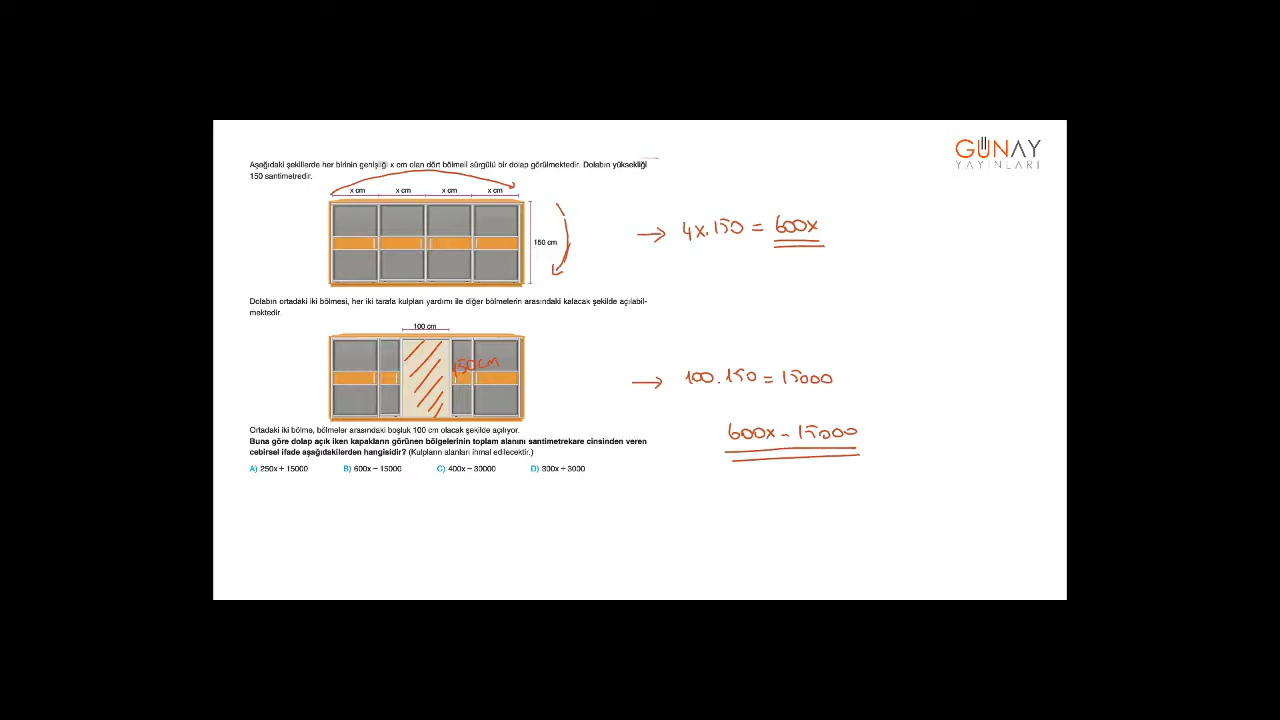 GÜNAY
YAYINLARI
Aşağıdaki şekillerde her birinin genişliği x cm olan dört bölmeli sürgülü bir dolap görülmektedir. Dolabın yüksekliği
150 santimetredir.
x cm x cm x cm x cm
150 cm
→ 4x.150 = 600x
Dolabın ortadaki iki bölmesi, her iki tarafa kulpları yardımı ile diğer bölmelerin arasındaki kalacak şekilde açılabil-
mektedir.
100 cm
150cm
→ 100.150 = 15000
600x - 15000
Ortadaki iki bölme, bölmeler arasındaki boşluk 100 cm olacak şekilde açılıyor.
Buna göre dolap açık iken kapakların görünen bölgelerinin toplam alanını santimetrekare cinsinden veren
cebirsel ifade aşağıdakilerden hangisidir? (Kulpların alanları ihmal edilecektir.)
A) 250x + 15000 B) 600x – 15000 C) 400x – 30000 D) 300x + 3000